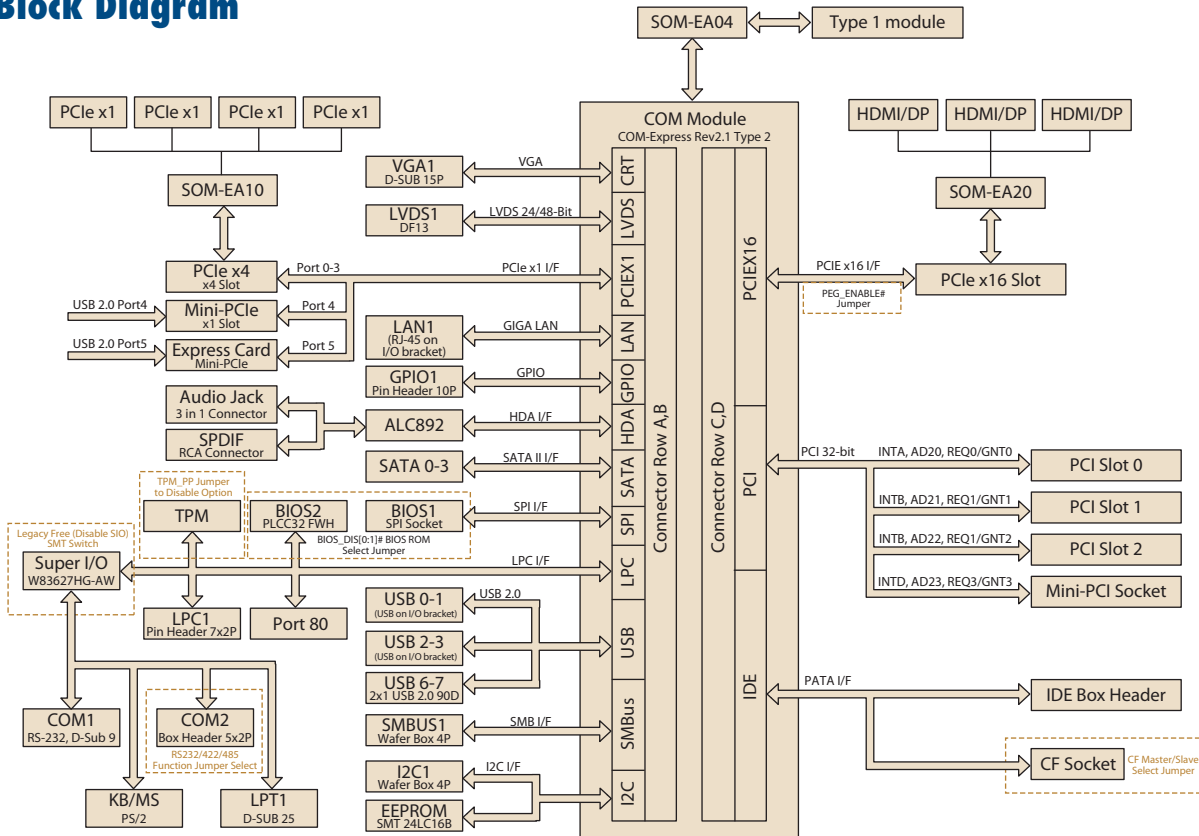 Block Diagram
SOM-EA04
Type 1 module
PCIe x1
PCIe x1
PCIe x1
PCIe x1
SOM-EA10
PCIe x4
x4 Slot
Port 0-3
PCIe x1 I/F
USB 2.0 Port4
Mini-PCIe
x1 Slot
Port 4
USB 2.0 Port5
Express Card
Mini-PCIe
Port 5
COM Module
COM-Express Rev2.1 Type 2
VGA1
D-SUB 15P
VGA
LVDS1
DF13
LVDS 24/48-Bit
LAN1
(RJ-45 on
I/O bracket)
GIGA LAN
GPIO1
Pin Header 10P
GPIO
Audio Jack
3 in 1 Connector
SPDIF
RCA Connector
ALC892
HDA I/F
SATA 0-3
SATA II I/F
TPM_PP Jumper
to Disable Option
TPM
BIOS2
PLCC32 FWH
BIOS1
SPI Socket
SPI I/F
BIOS_DIS[0:1]# BIOS ROM
Select Jumper
Legacy Free (Disable SIO)
SMT Switch
Super I/O
W83627HG-AW
LPC I/F
LPC1
Pin Header 7x2P
Port 80
USB 0-1
(USB on I/O bracket)
USB 2.0
USB 2-3
(USB on I/O bracket)
USB 6-7
2x1 USB 2.0 90D
SMBUS1
Wafer Box 4P
SMB I/F
I2C1
Wafer Box 4P
I2C I/F
EEPROM
SMT 24LC16B
COM1
RS-232, D-Sub 9
COM2
Box Header 5x2P
RS232/422/485
Function Jumper Select
KB/MS
PS/2
LPT1
D-SUB 25
CRT
LVDS
PCIEX1
LAN
GPIO
HDA
SATA
SPI
LPC
USB
SMBus
I2C
Connector Row A,B
Connector Row C,D
PCIEX16
PCI
IDE
HDMI/DP
HDMI/DP
HDMI/DP
SOM-EA20
PCIE x16 I/F
PCIe x16 Slot
PEG_ENABLE#
Jumper
PCI 32-bit
INTA, AD20, REQ0/GNT0
PCI Slot 0
INTB, AD21, REQ1/GNT1
PCI Slot 1
INTB, AD22, REQ1/GNT2
PCI Slot 2
INTD, AD23, REQ3/GNT3
Mini-PCI Socket
PATA I/F
IDE Box Header
CF Socket
CF Master/Slave
Select Jumper